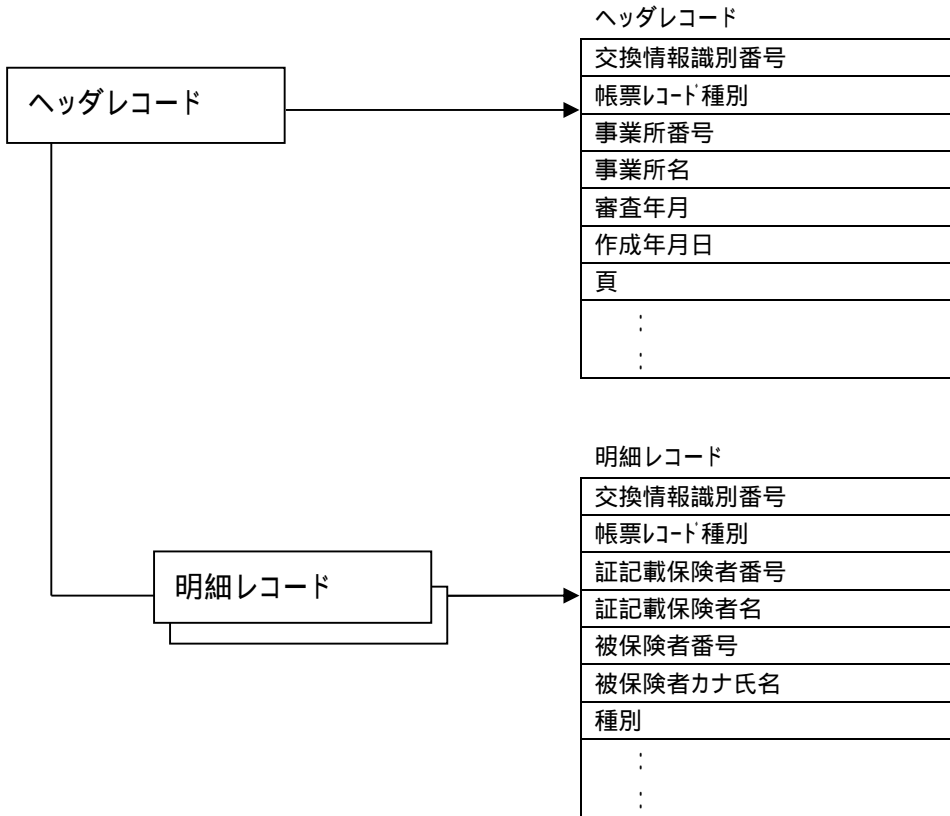 ヘッダレコード
ヘッダレコード
交換情報識別番号
帳票ﾚｺｰﾄﾞ種別
事業所番号
事業所名
審査年月
作成年月日
頁
:
:
明細レコード
明細レコード
交換情報識別番号
帳票ﾚｺｰﾄﾞ種別
証記載保険者番号
証記載保険者名
被保険者番号
被保険者カナ氏名
種別
:
: